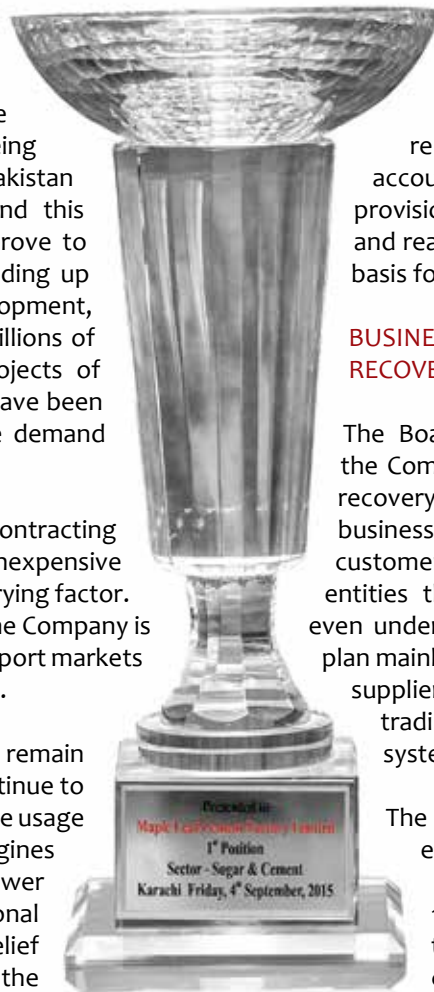 e
eing
akistan
nd this
rove to
ding up
opment,
illions of
ojects of
ave been
e demand
ontracting
nexpensive
rying factor.
ne Company is
port markets
.
remain
tinue to
e usage
gines
wer
onal
elief
the
Presented to
Maple Leaf Cement Factory Limited
1st Position
Sector - Sugar & Cement
Karachi Friday, 4th September, 2015
re
accou
provisio
and rea
basis fo
BUSINE
RECOVE
The Boa
the Com
recovery
business
custome
entities t
even under
plan mainl
supplier
tradi
syste
The
e